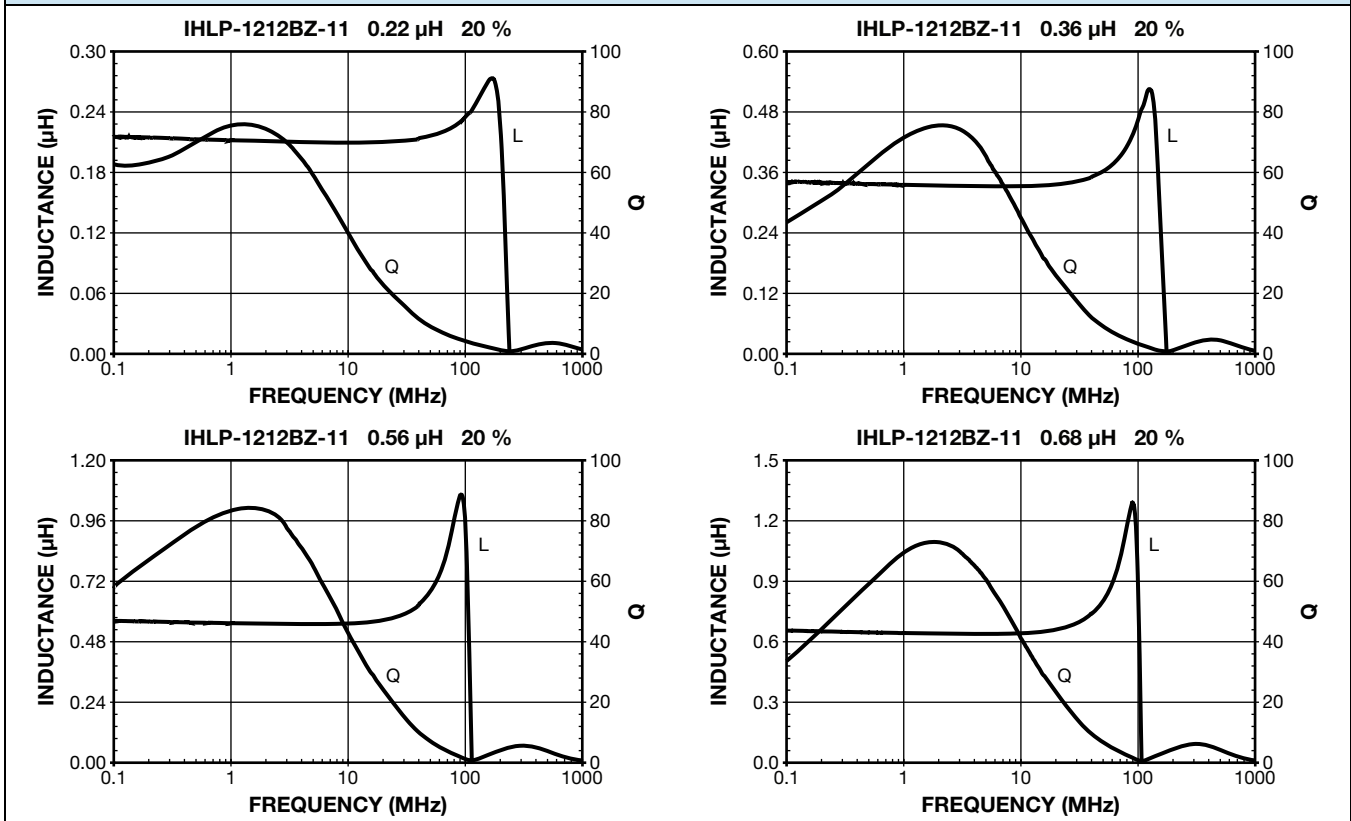 IHLP-1212BZ-11 0.22 µH 20 %
INDUCTANCE (µH)
0.30
0.24
0.18
0.12
0.06
0.00
100
80
60
40
20
0
Q
L
Q
0.1 1 10 100 1000
FREQUENCY (MHz)
IHLP-1212BZ-11 0.36 µH 20 %
INDUCTANCE (µH)
0.60
0.48
0.36
0.24
0.12
0.00
100
80
60
40
20
0
Q
L
Q
0.1 1 10 100 1000
FREQUENCY (MHz)
IHLP-1212BZ-11 0.56 µH 20 %
INDUCTANCE (µH)
1.20
0.96
0.72
0.48
0.24
0.00
100
80
60
40
20
0
Q
L
Q
0.1 1 10 100 1000
FREQUENCY (MHz)
IHLP-1212BZ-11 0.68 µH 20 %
INDUCTANCE (µH)
1.5
1.2
0.9
0.6
0.3
0.00
100
80
60
40
20
0
Q
L
Q
0.1 1 10 100 1000
FREQUENCY (MHz)